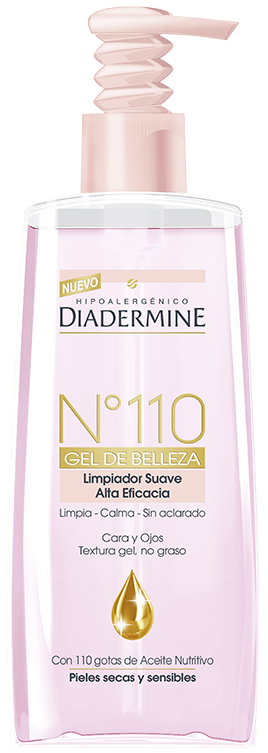 NUEVO
HIPOALERGÉNICO
DIADERMINE
N°110
GEL DE BELLEZA
Limpiador Suave
Alta Eficacia
Limpia - Calma - Sin aclarado
Cara y Ojos
Textura gel, no graso
Con 110 gotas de Aceite Nutritivo
Pieles secas y sensibles